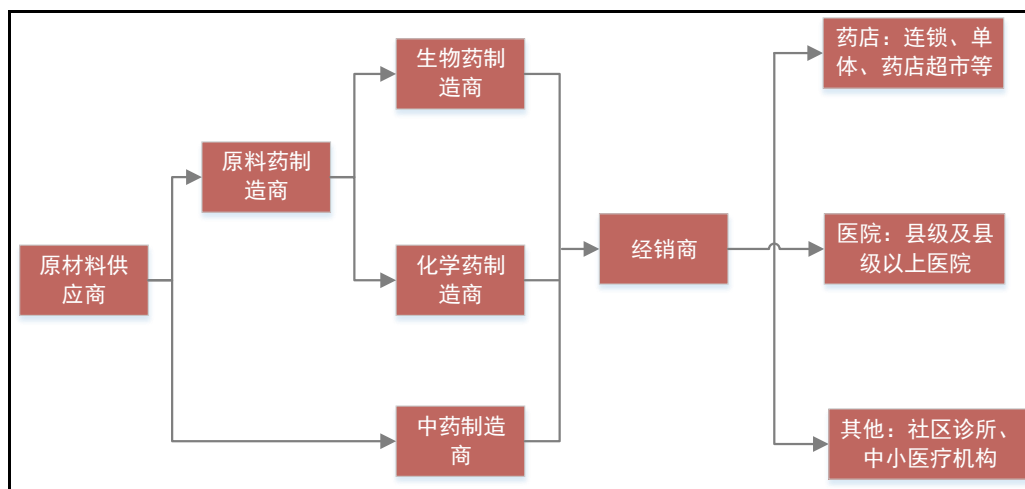 生物药制
造商
药店：连锁、单
体、药店超市等
原料药制
造商
原材料供
应商
化学药制
造商
经销商
医院：县级及县
级以上医院
中药制造
商
其他：社区诊所、
中小医疗机构